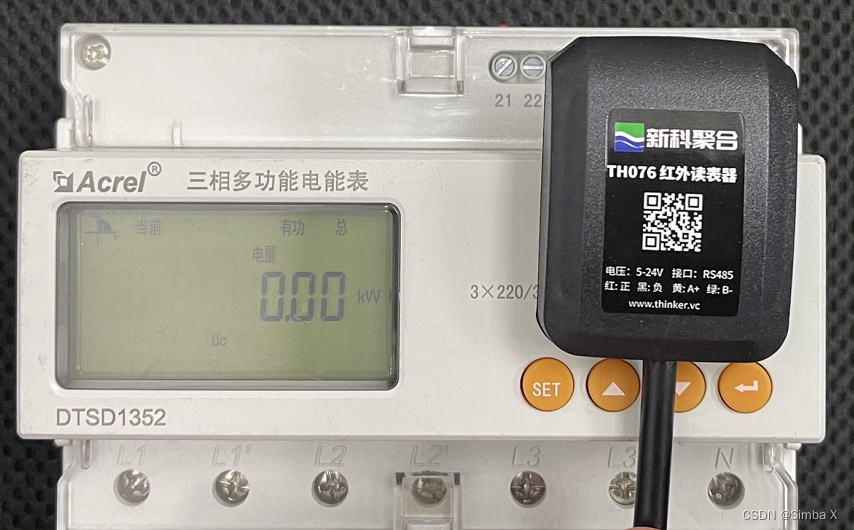 21 22
Acrel® 三相多功能电能表
当前 有功 总
电量
0.00 kW
Uc
3×220/3
新科聚合
TH076 红外读表器
电压：5-24V 接口：RS485
红: 正 黑: 负 黄: A+ 绿: B-
www.thinker.vc
SET
DTSD1352
L1 L1' L2 L2' L3 L3 N
CSDN @Simba X